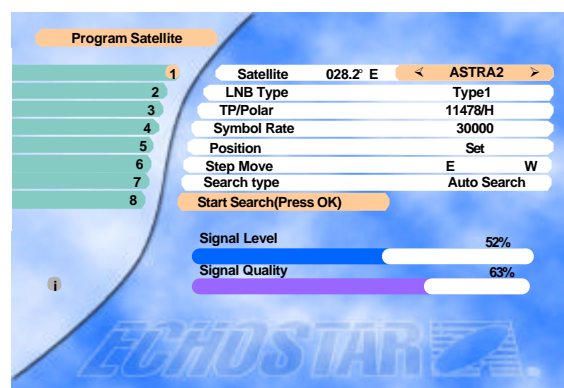 Program Satellite
1 Satellite 028.2° E ASTRA2
2 LNB Type Type1
3 TP/Polar 11478/H
4 Symbol Rate 30000
5 Position Set
6 Step Move E W
7 Search type Auto Search
8 Start Search(Press OK)
Signal Level 52%
Signal Quality 63%
i
ECHOSTAR